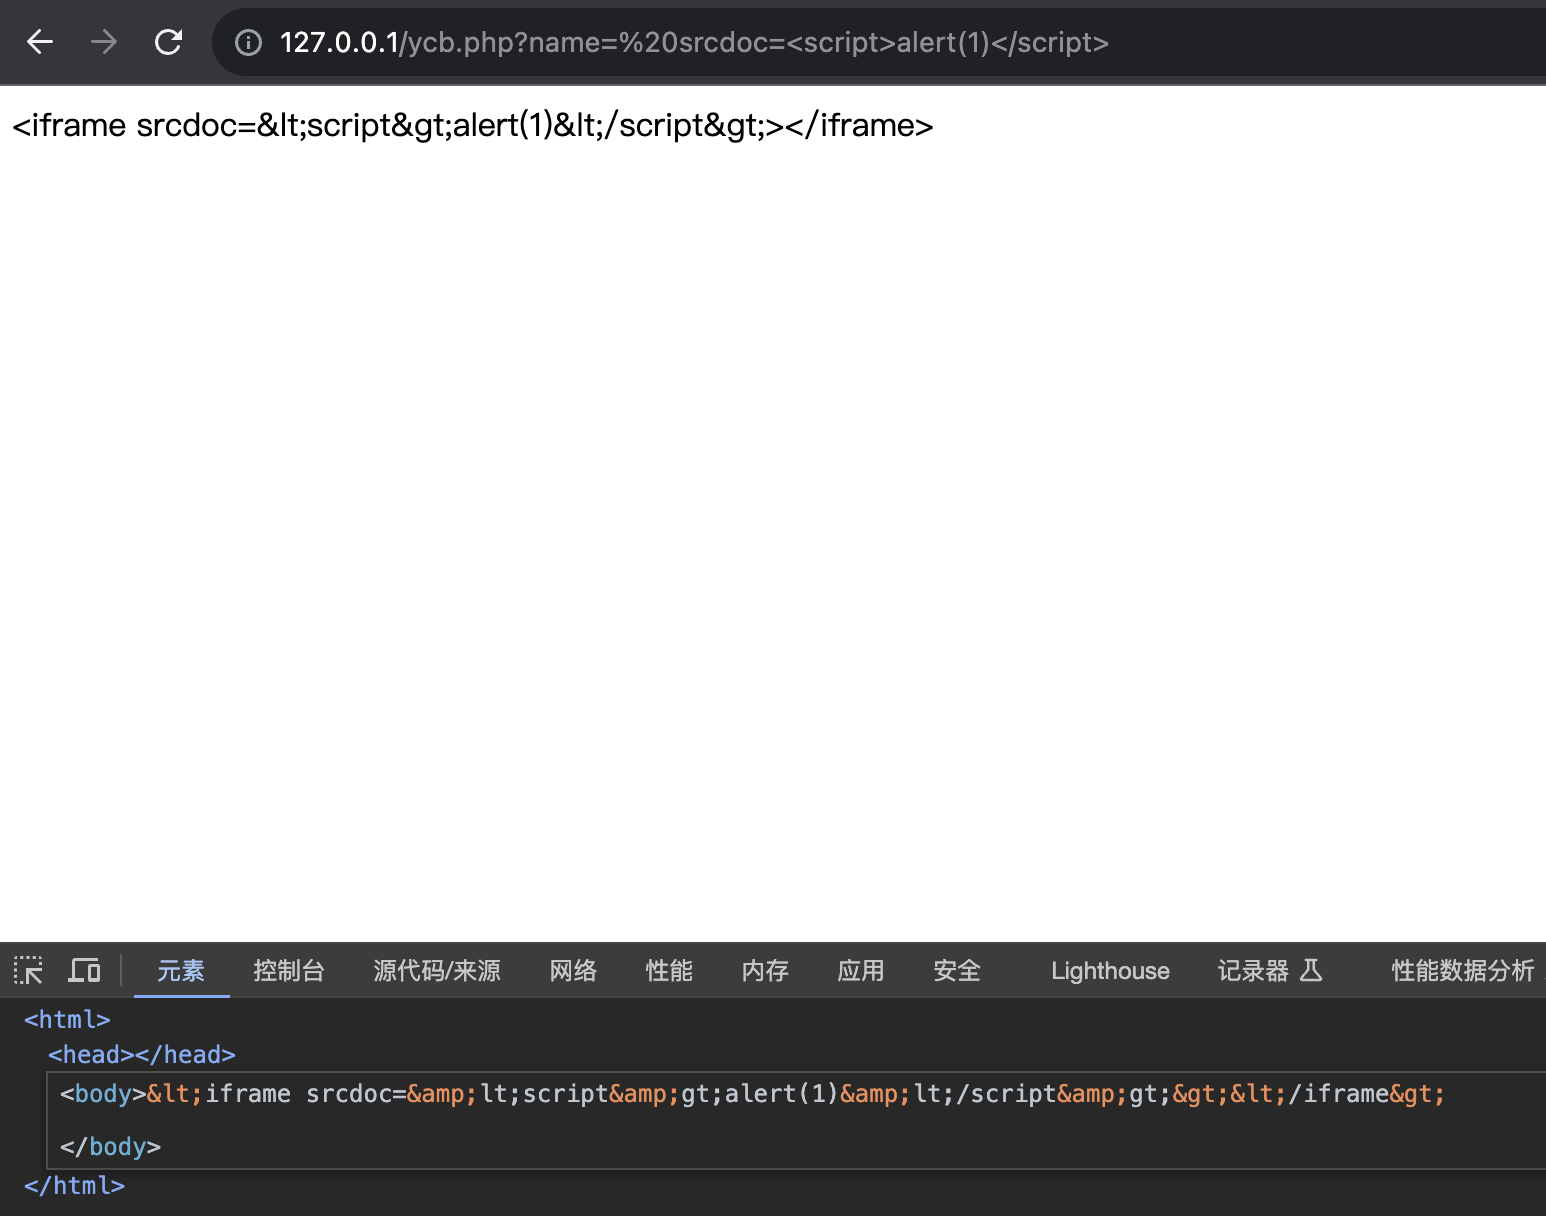 127.0.0.1/ycb.php?name=%20srcdoc=<script>alert(1)</script>
<iframe srcdoc=&lt;script&gt;alert(1)&lt;/script&gt;></iframe>
元素 控制台 源代码/来源 网络 性能 内存 应用 安全 Lighthouse 记录器 性能数据分析
<html>
<head></head>
<body>&lt;iframe srcdoc=&amp;lt;script&amp;gt;alert(1)&amp;lt;/script&amp;gt;&gt;&lt;/iframe&gt;
</body>
</html>